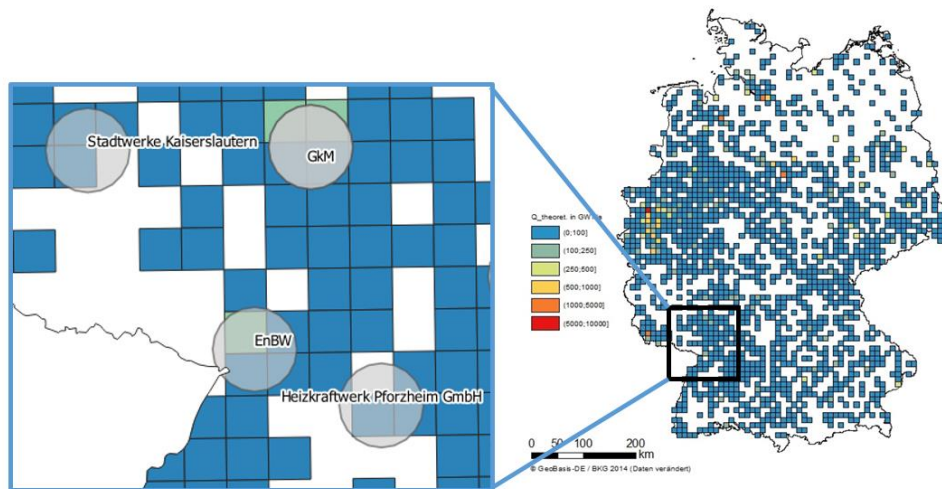 Stadtwerke Kaiserslautern
GkM
EnBW
Heizkraftwerk Pforzheim GmbH
Q_theoret. in GW
(0;100]
(100;250]
(250;500]
(500;1000]
(1000;5000]
(5000;10000]
0 50 100 200
km
© GeoBasis-DE / BKG 2014 (Daten verändert)